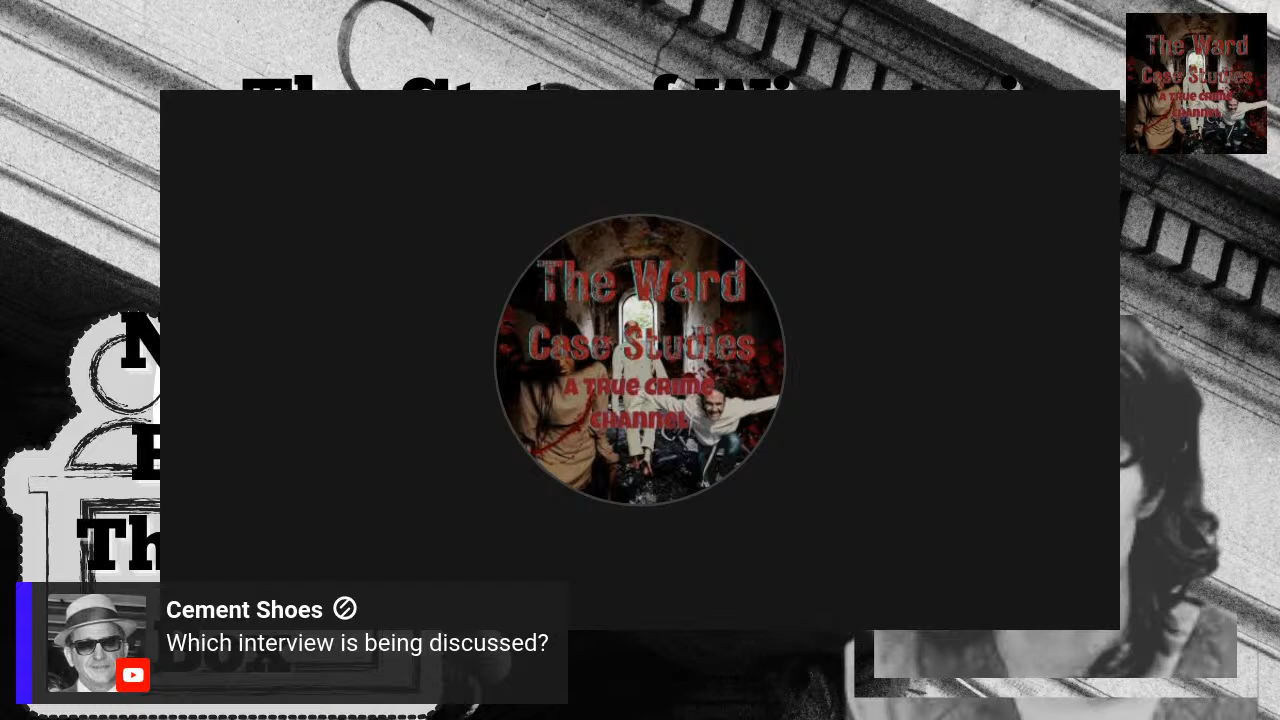 The Ward
Case Studies
A TRUE CRIME
CHANNEL
The Ward
Case Studies
A TRUE CRIME
CHANNEL
Th
Cement Shoes
Which interview is being discussed?